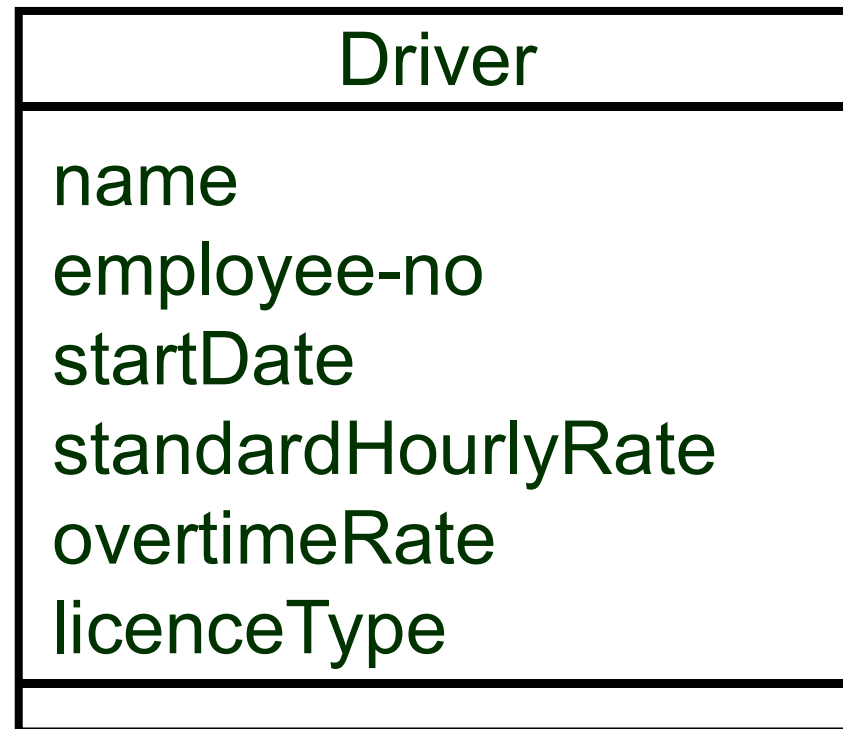 Driver
name
employee-no
startDate
standardHourlyRate
overtimeRate
licenceType